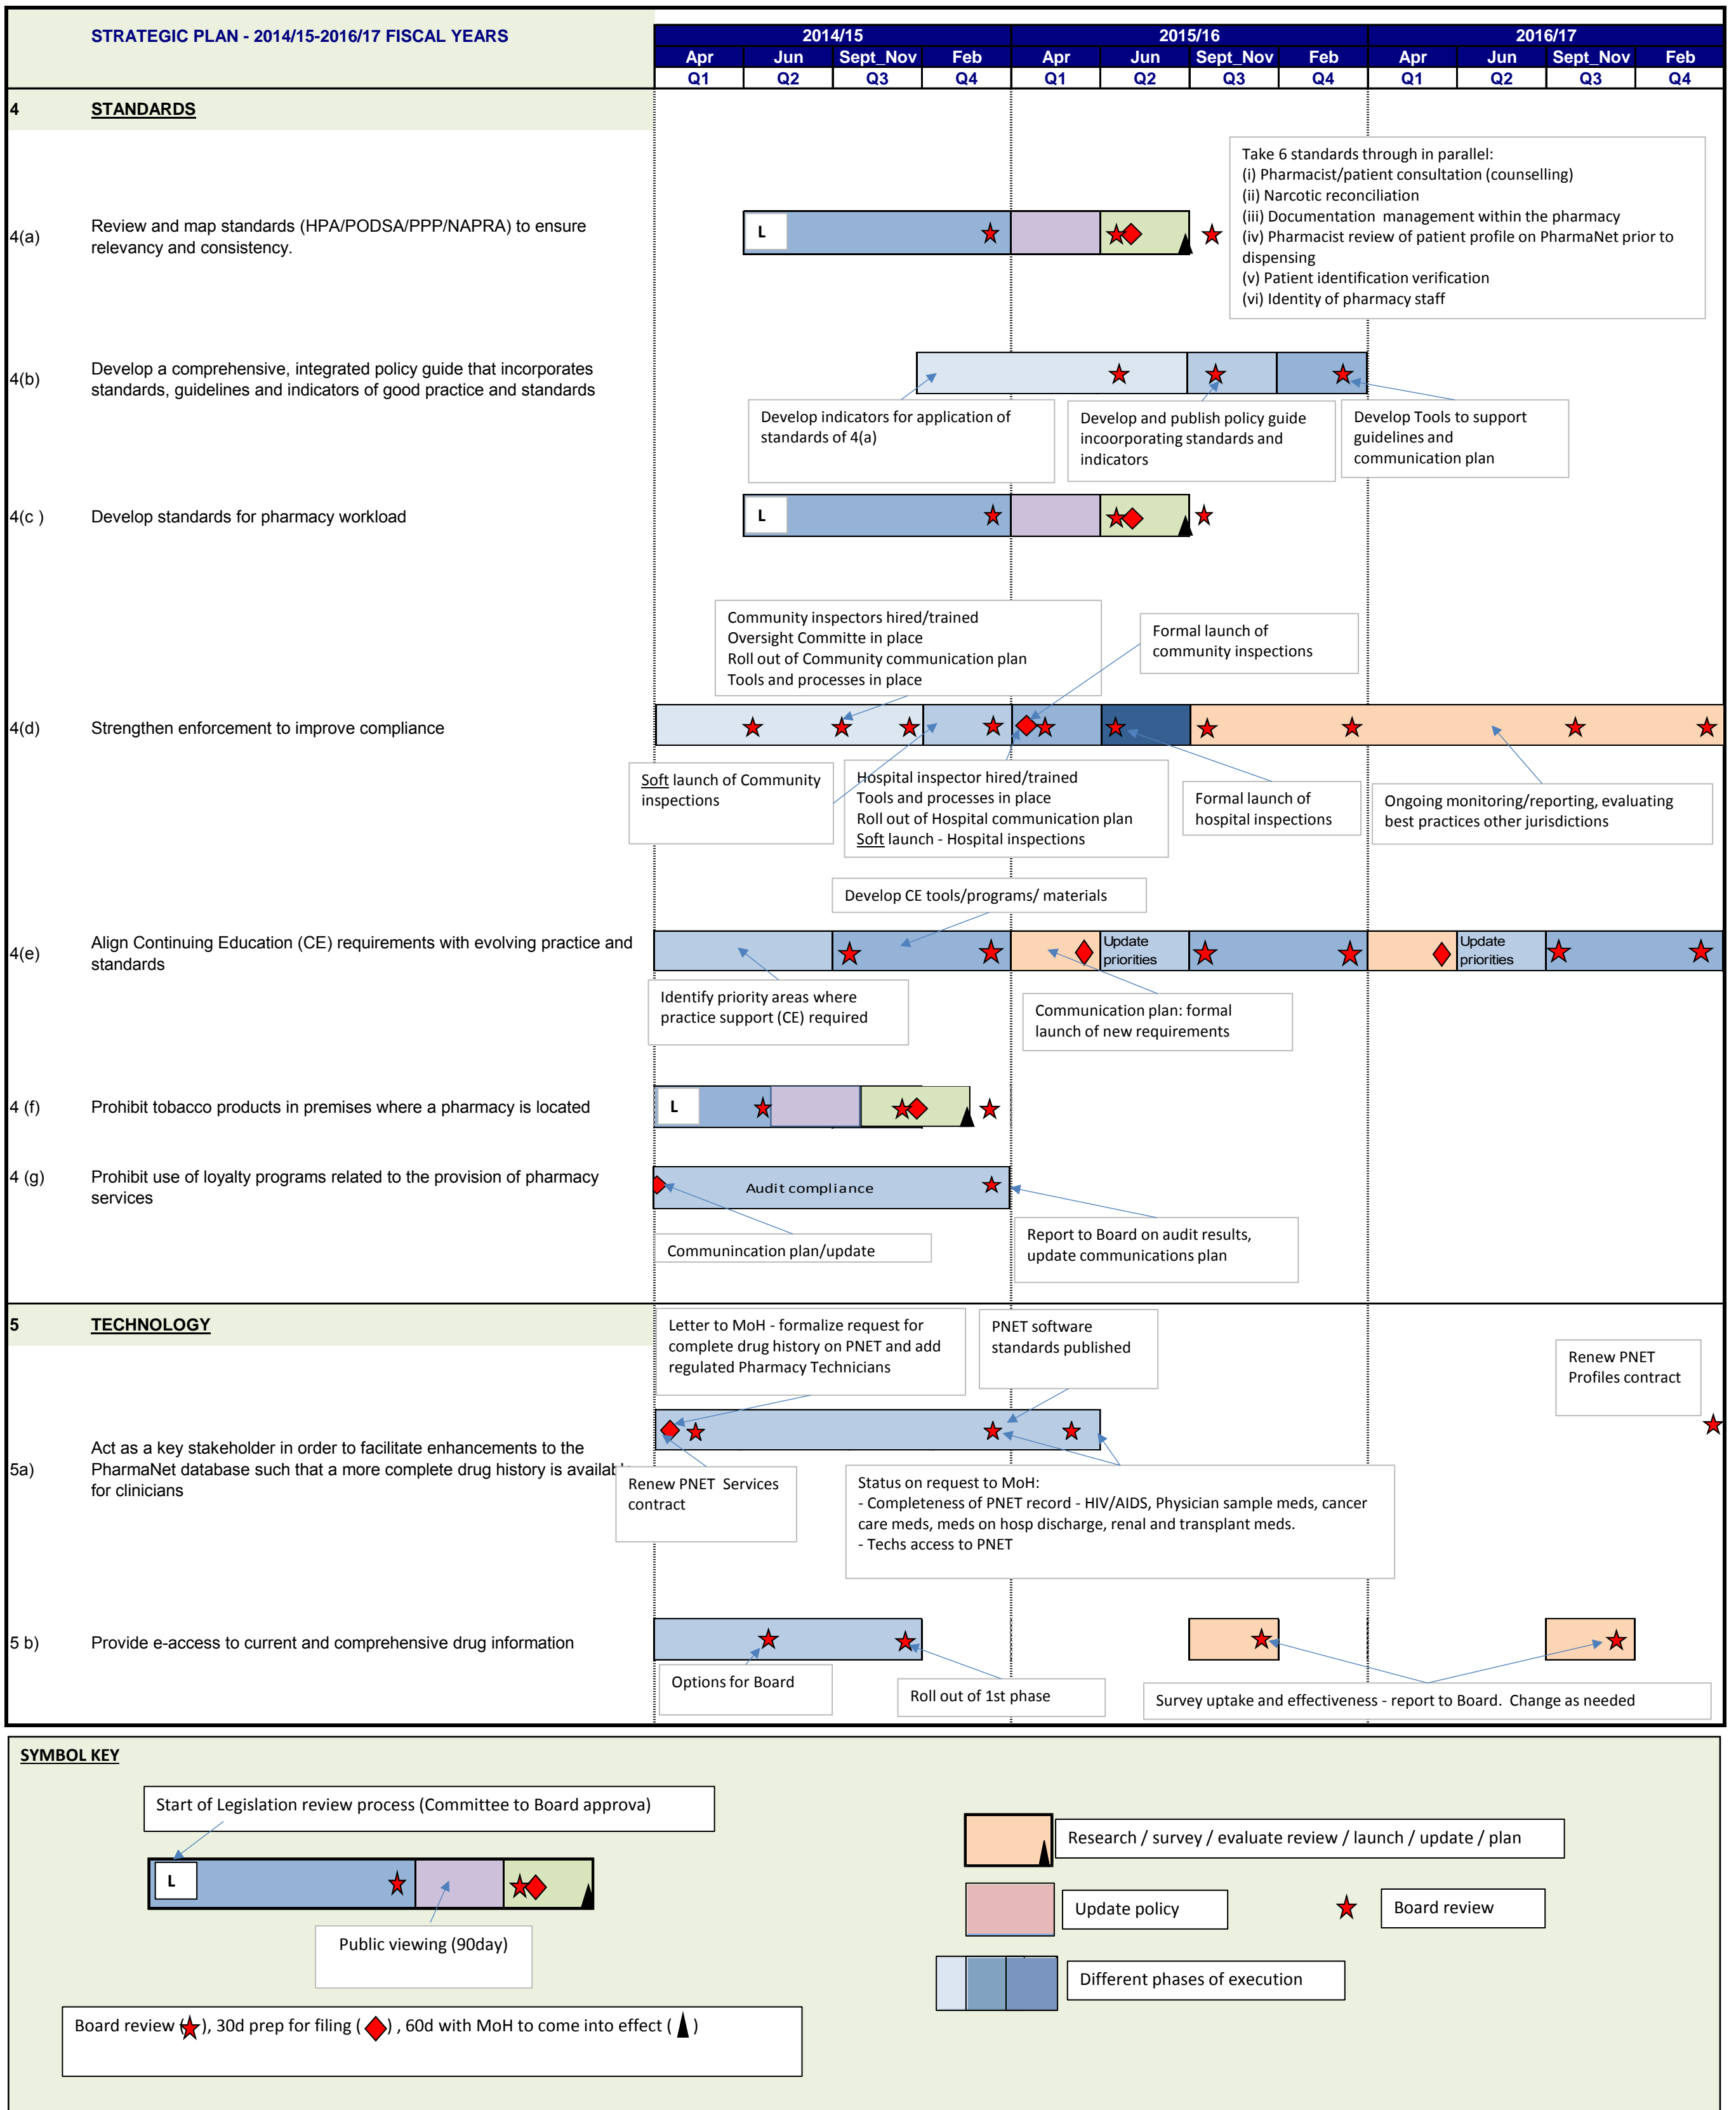 STRATEGIC PLAN - 2014/15-2016/17 FISCAL YEARS
2014/15 2015/16 2016/17
Apr Jun Sept_Nov Feb Apr Jun Sept_Nov Feb Apr Jun Sept_Nov Feb
Q1 Q2 Q3 Q4 Q1 Q2 Q3 Q4 Q1 Q2 Q3 Q4
4 STANDARDS
Take 6 standards through in parallel:
(i) Pharmacist/patient consultation (counselling)
(ii) Narcotic reconciliation
(iii) Documentation management within the pharmacy
(iv) Pharmacist review of patient profile on PharmaNet prior to
dispensing
(v) Patient identification verification
(vi) Identity of pharmacy staff
4(a)
Review and map standards (HPA/PODSA/PPP/NAPRA) to ensure
relevancy and consistency.
L
4(b)
Develop a comprehensive, integrated policy guide that incorporates
standards, guidelines and indicators of good practice and standards
Develop indicators for application of
standards of 4(a)
Develop and publish policy guide
incoorporating standards and
indicators
Develop Tools to support
guidelines and
communication plan
4(c ) Develop standards for pharmacy workload
L
Community inspectors hired/trained
Oversight Committe in place
Roll out of Community communication plan
Tools and processes in place
Formal launch of
community inspections
4(d) Strengthen enforcement to improve compliance
Soft launch of Community
inspections
Hospital inspector hired/trained
Tools and processes in place
Roll out of Hospital communication plan
Soft launch - Hospital inspections
Formal launch of
hospital inspections
Ongoing monitoring/reporting, evaluating
best practices other jurisdictions
Develop CE tools/programs/ materials
4(e)
Align Continuing Education (CE) requirements with evolving practice and
standards
Update
priorities
Update
priorities
Identify priority areas where
practice support (CE) required
Communication plan: formal
launch of new requirements
4 (f) Prohibit tobacco products in premises where a pharmacy is located
L
4 (g)
Prohibit use of loyalty programs related to the provision of pharmacy
services
Audit compliance
Communincation plan/update
Report to Board on audit results,
update communications plan
5 TECHNOLOGY
Letter to MoH - formalize request for
complete drug history on PNET and add
regulated Pharmacy Technicians
PNET software
standards published
Renew PNET
Profiles contract
5a)
Act as a key stakeholder in order to facilitate enhancements to the
PharmaNet database such that a more complete drug history is availabl
for clinicians
Renew PNET Services
contract
Status on request to MoH:
- Completeness of PNET record - HIV/AIDS, Physician sample meds, cancer
care meds, meds on hosp discharge, renal and transplant meds.
- Techs access to PNET
5 b) Provide e-access to current and comprehensive drug information
Options for Board
Roll out of 1st phase
Survey uptake and effectiveness - report to Board. Change as needed
SYMBOL KEY
Start of Legislation review process (Committee to Board approva)
L
Public viewing (90day)
Board review ( ), 30d prep for filing ( ) , 60d with MoH to come into effect ( )
Research / survey / evaluate review / launch / update / plan
Update policy
Board review
Different phases of execution